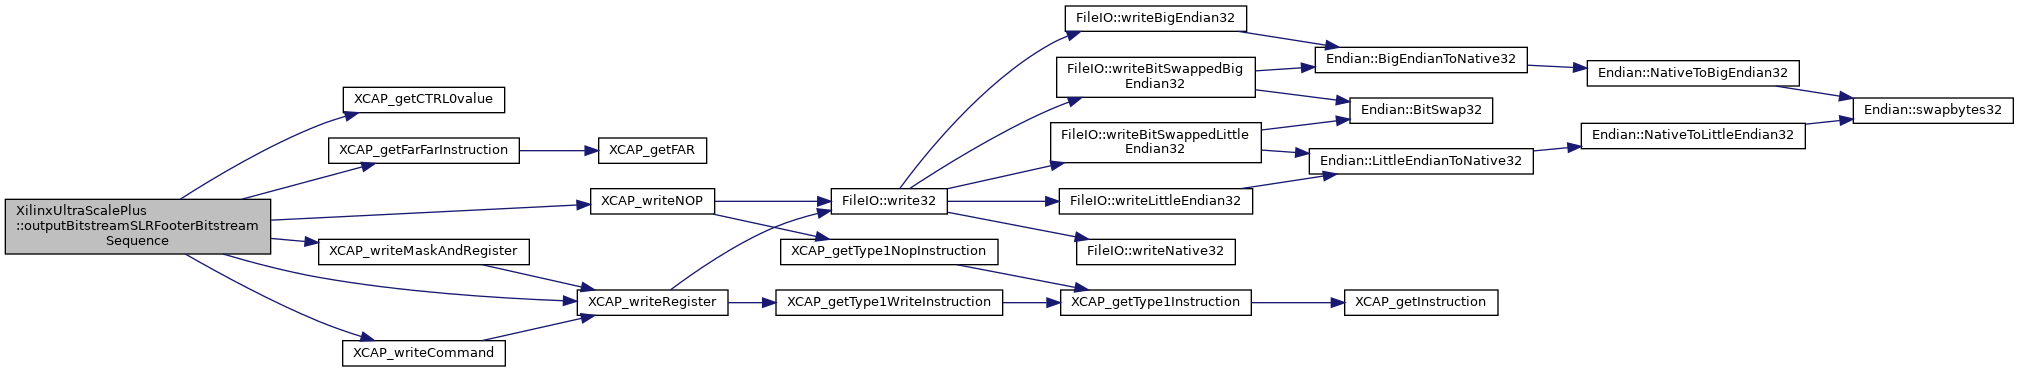 XilinxUltraScalePlus
::outputBitstreamSLRFooterBitstream
Sequence
XCAP_getCTRL0value
XCAP_getFarFarInstruction
XCAP_getFAR
XCAP_writeNOP
XCAP_writeMaskAndRegister
XCAP_writeRegister
XCAP_writeCommand
FileIO::write32
XCAP_getType1NopInstruction
XCAP_getType1WriteInstruction
FileIO::writeBigEndian32
FileIO::writeBitSwappedBig
Endian32
FileIO::writeBitSwappedLittle
Endian32
FileIO::writeLittleEndian32
FileIO::writeNative32
XCAP_getType1Instruction
Endian::BigEndianToNative32
Endian::BitSwap32
Endian::LittleEndianToNative32
XCAP_getInstruction
Endian::NativeToBigEndian32
Endian::NativeToLittleEndian32
Endian::swapbytes32